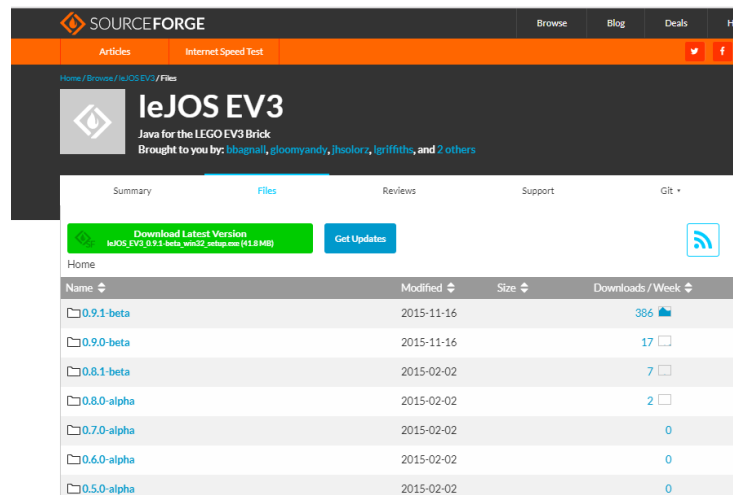 SOURCEFORGE
Browse Blog Deals H
Articles Internet Speed Test
Home / Browse / leJOS EV3 / Files
leJOS EV3
Java for the LEGO EV3 Brick
Brought to you by: bbagnall, gloomyandy, jhsolorz, lgriffiths, and 2 others
Summary Files Reviews Support Git
Download Latest Version
leJOS_EV3_0.9.1-beta_win32_setup.exe (41.8 MB)
Get Updates
Home
Name Modified Size Downloads / Week
0.9.1-beta 2015-11-16 386
0.9.0-beta 2015-11-16 17
0.8.1-beta 2015-02-02 7
0.8.0-alpha 2015-02-02 2
0.7.0-alpha 2015-02-02 0
0.6.0-alpha 2015-02-02 0
0.5.0-alpha 2015-02-02 0